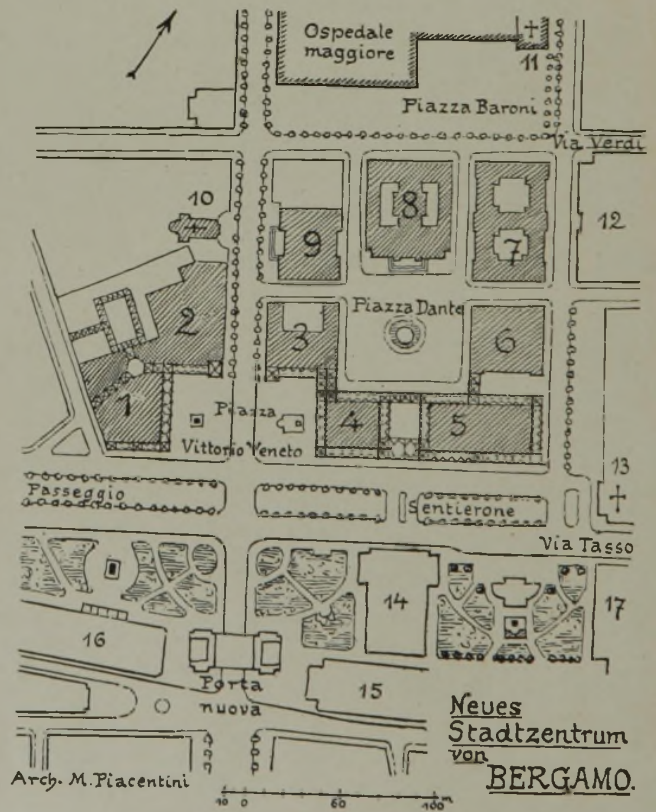 Ospedale
maggiore
11
Piazza Baroni
Via Verdi
10
8
7
12
9
2
3
Piazza Dante
6
1
Piazza
4
5
Vittorio Veneto
13
Passeggio
Sentierone
Via Tasso
14
17
16
15
Porta
nuova
Neues
Stadtzentrum
von
BERGAMO.
Arch. M. Piacentini
10 0 50 100m